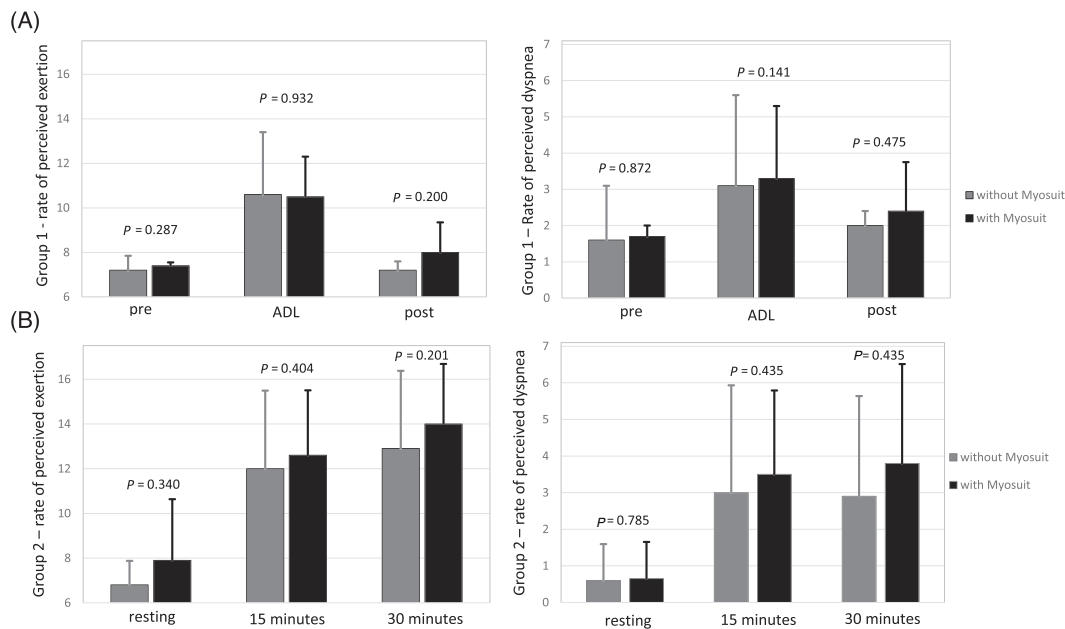 (A)
Group 1 - rate of perceived exertion
16
14
12
10
8
6
P = 0.287
P = 0.932
P = 0.200
pre
ADL
post
Group 1 – Rate of perceived dyspnea
7
6
5
4
3
2
1
0
P = 0.872
P = 0.141
P = 0.475
pre
ADL
post
without Myosuit
with Myosuit
(B)
Group 2 – rate of perceived exertion
16
14
12
10
8
6
P = 0.340
P = 0.404
P = 0.201
resting
15 minutes
30 minutes
Group 2 – rate of perceived dyspnea
7
6
5
4
3
2
1
0
P = 0.785
P = 0.435
P = 0.435
resting
15 minutes
30 minutes
without Myosuit
with Myosuit